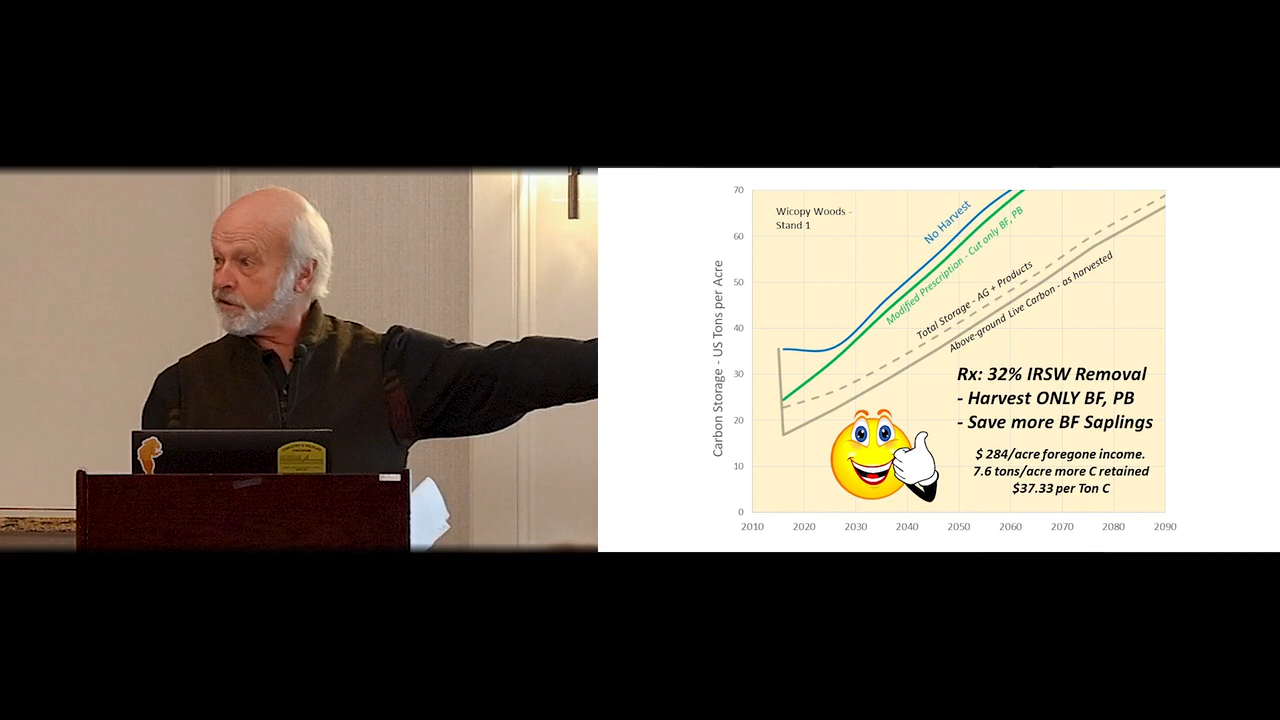 Wicopy Woods -
Stand 1
No Harvest
Modified Prescription - Cut only BF, PB
Total Storage - AG + Products
Above-ground Live Carbon - as harvested
Rx: 32% IRSW Removal
- Harvest ONLY BF, PB
- Save more BF Saplings
$ 284/acre foregone income.
7.6 tons/acre more C retained
$37.33 per Ton C
Carbon Storage - US Tons per Acre
70
60
50
40
30
20
10
0
2010 2020 2030 2040 2050 2060 2070 2080 2090